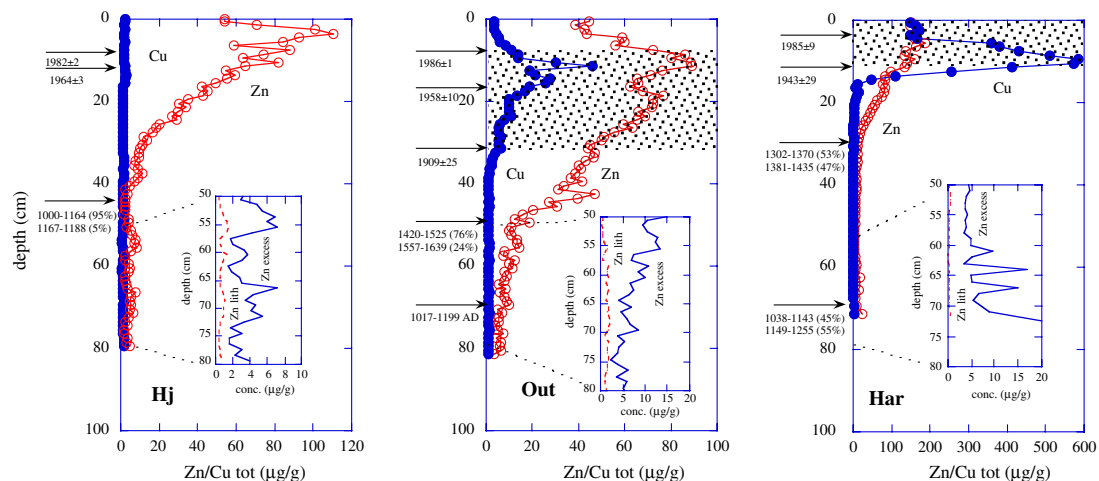 0
20
40
60
80
100
depth (cm)
Cu
Zn
1982±2
1964±3
1000-1164 (95%)
1167-1188 (5%)
50
55
60
65
70
75
80
depth (cm)
Zn lith
Zn excess
0 2 4 6 8 10
conc. (µg/g)
Hj
0 20 40 60 80 100 120
Zn/Cu tot (µg/g)
0
20
40
60
80
100
1986±1
1958±10
1909±25
Cu
Zn
1420-1525 (76%)
1557-1639 (24%)
1017-1199 AD
50
55
60
65
70
75
80
depth (cm)
Zn lith
Zn excess
0 5 10 15 20
conc. (µg/g)
Out
0 20 40 60 80 100
Zn/Cu tot (µg/g)
0
20
40
60
80
100
1985±9
1943±29
Cu
Zn
1302-1370 (53%)
1381-1435 (47%)
1038-1143 (45%)
1149-1255 (55%)
50
55
60
65
70
75
80
depth (cm)
Zn lith
Zn excess
0 5 10 15 20
conc. (µg/g)
Har
0 100 200 300 400 500 600
Zn/Cu tot (µg/g)